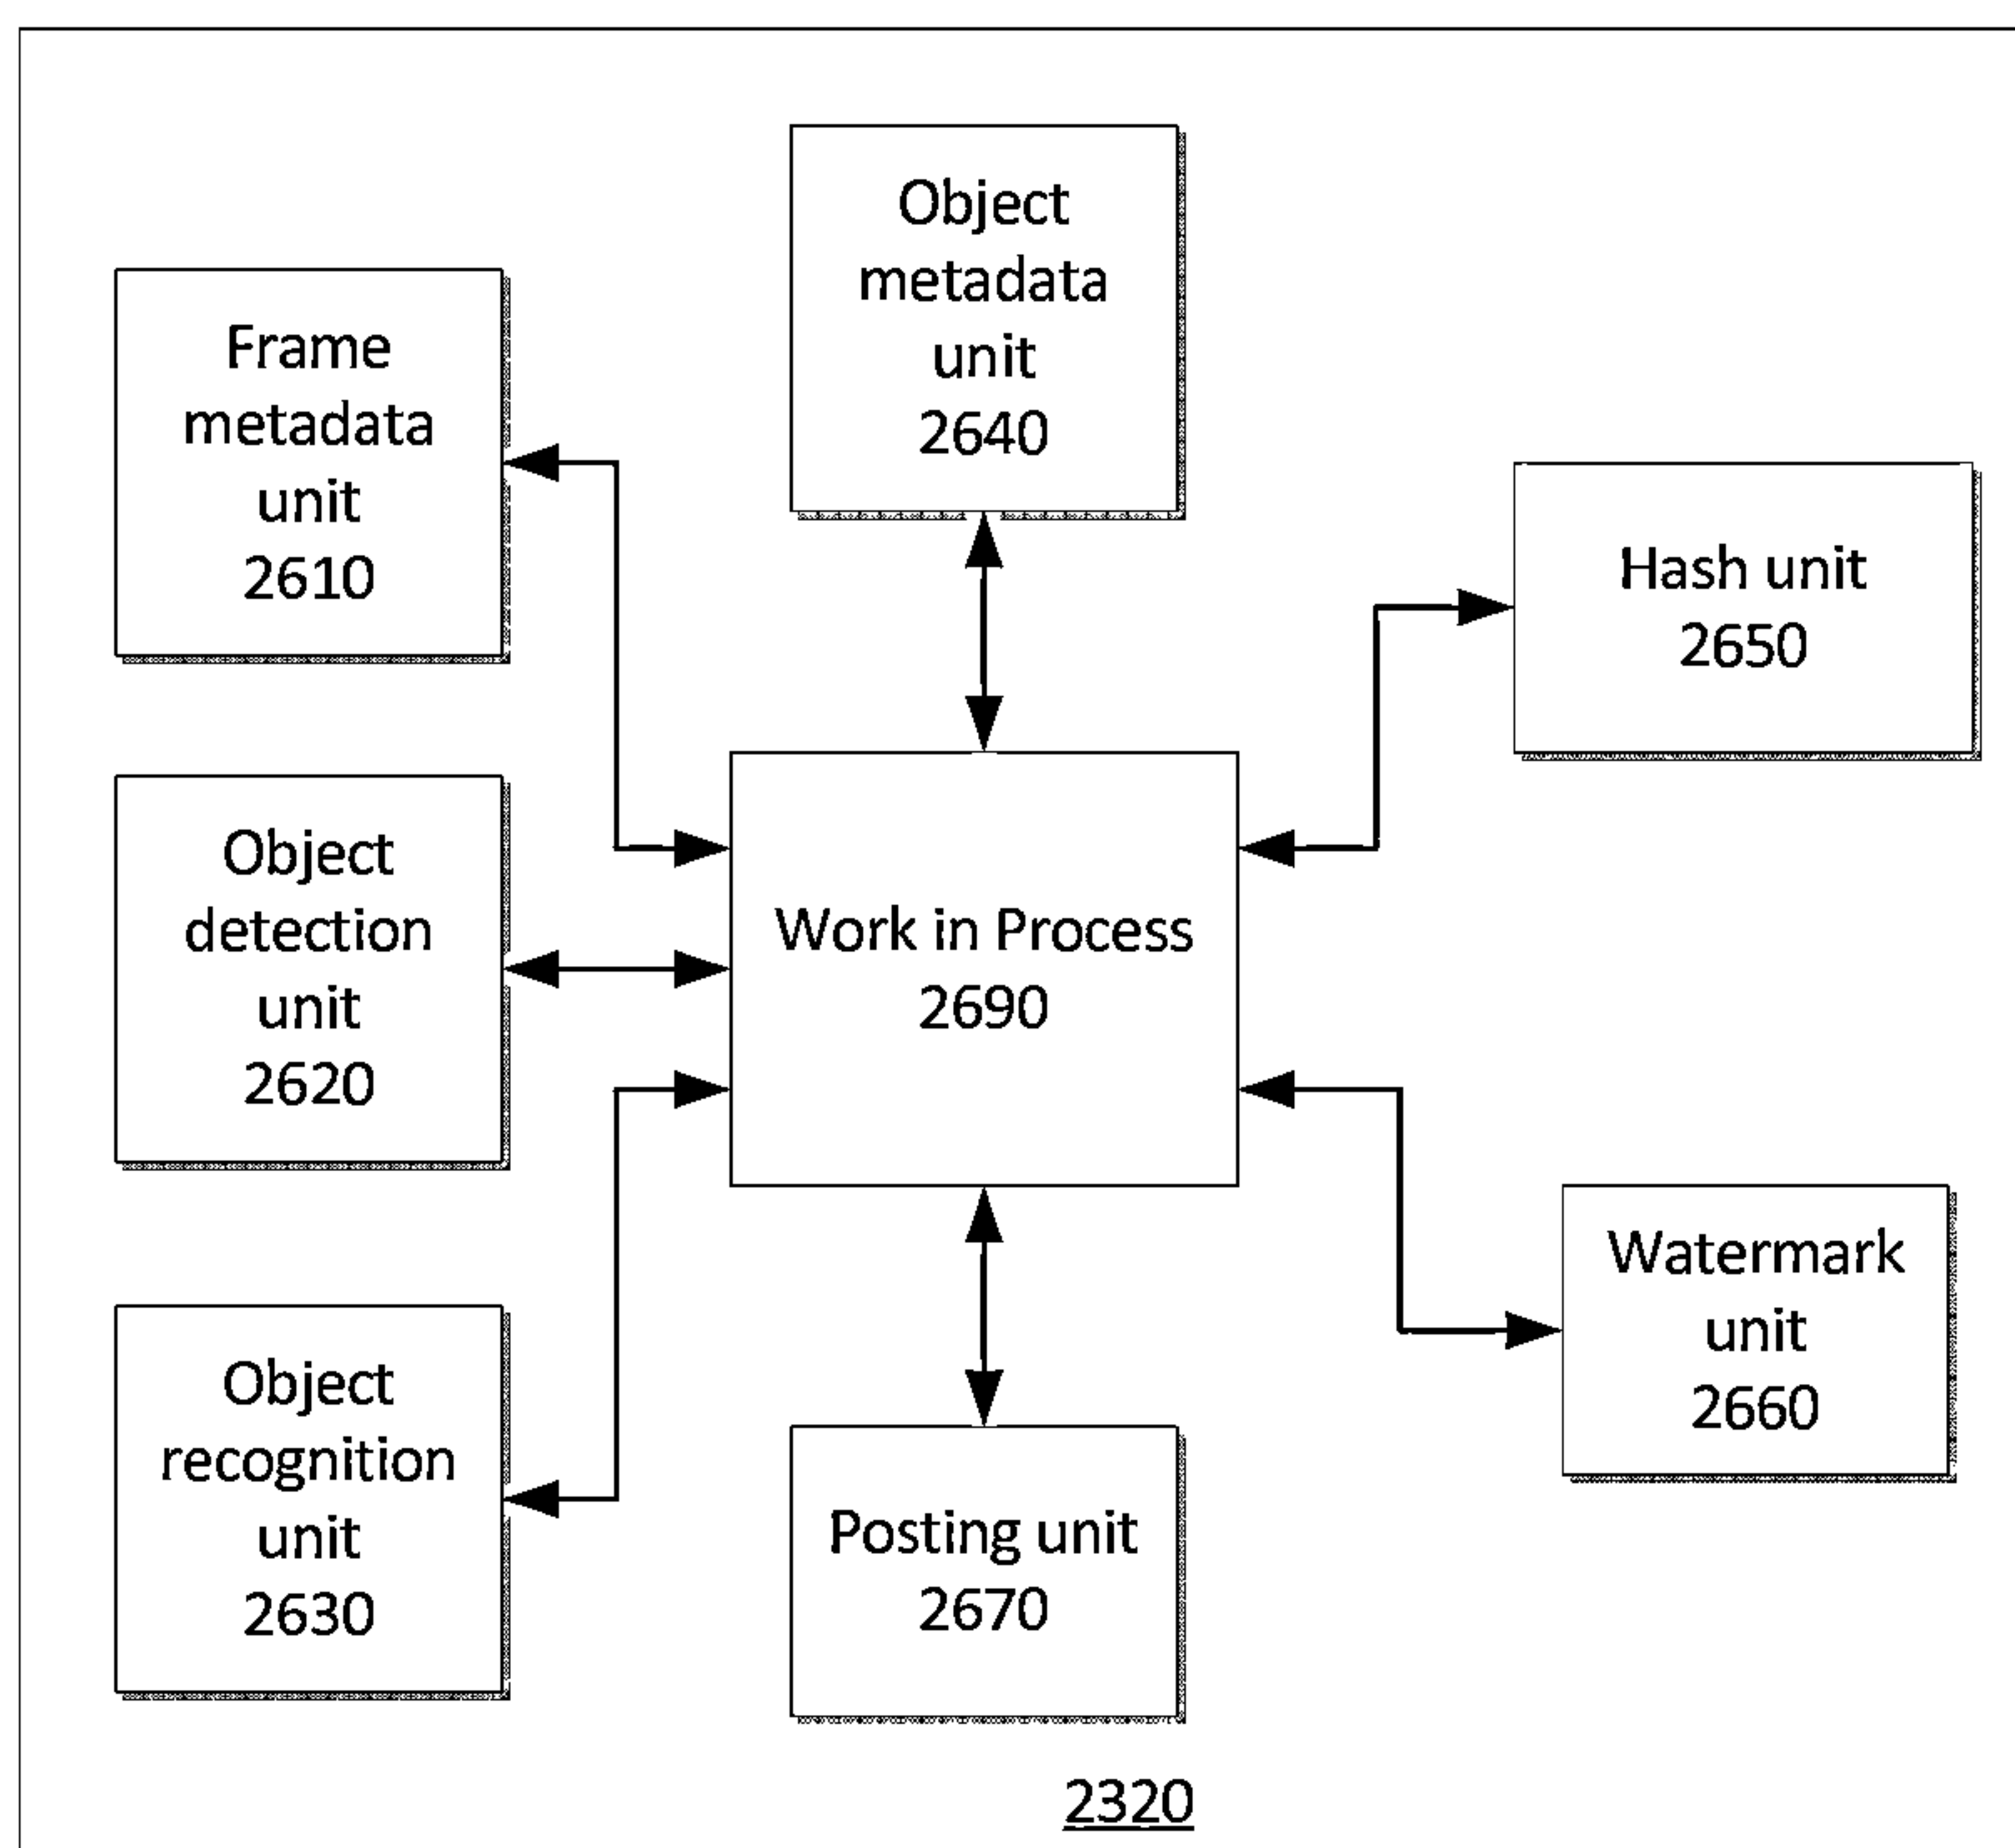 Object
metadata
unit
2640
Frame
metadata
unit
2610
Hash unit
2650
Object
detection
unit
2620
Work in Process
2690
Watermark
unit
2660
Object
recognition
unit
2630
Posting unit
2670
2320